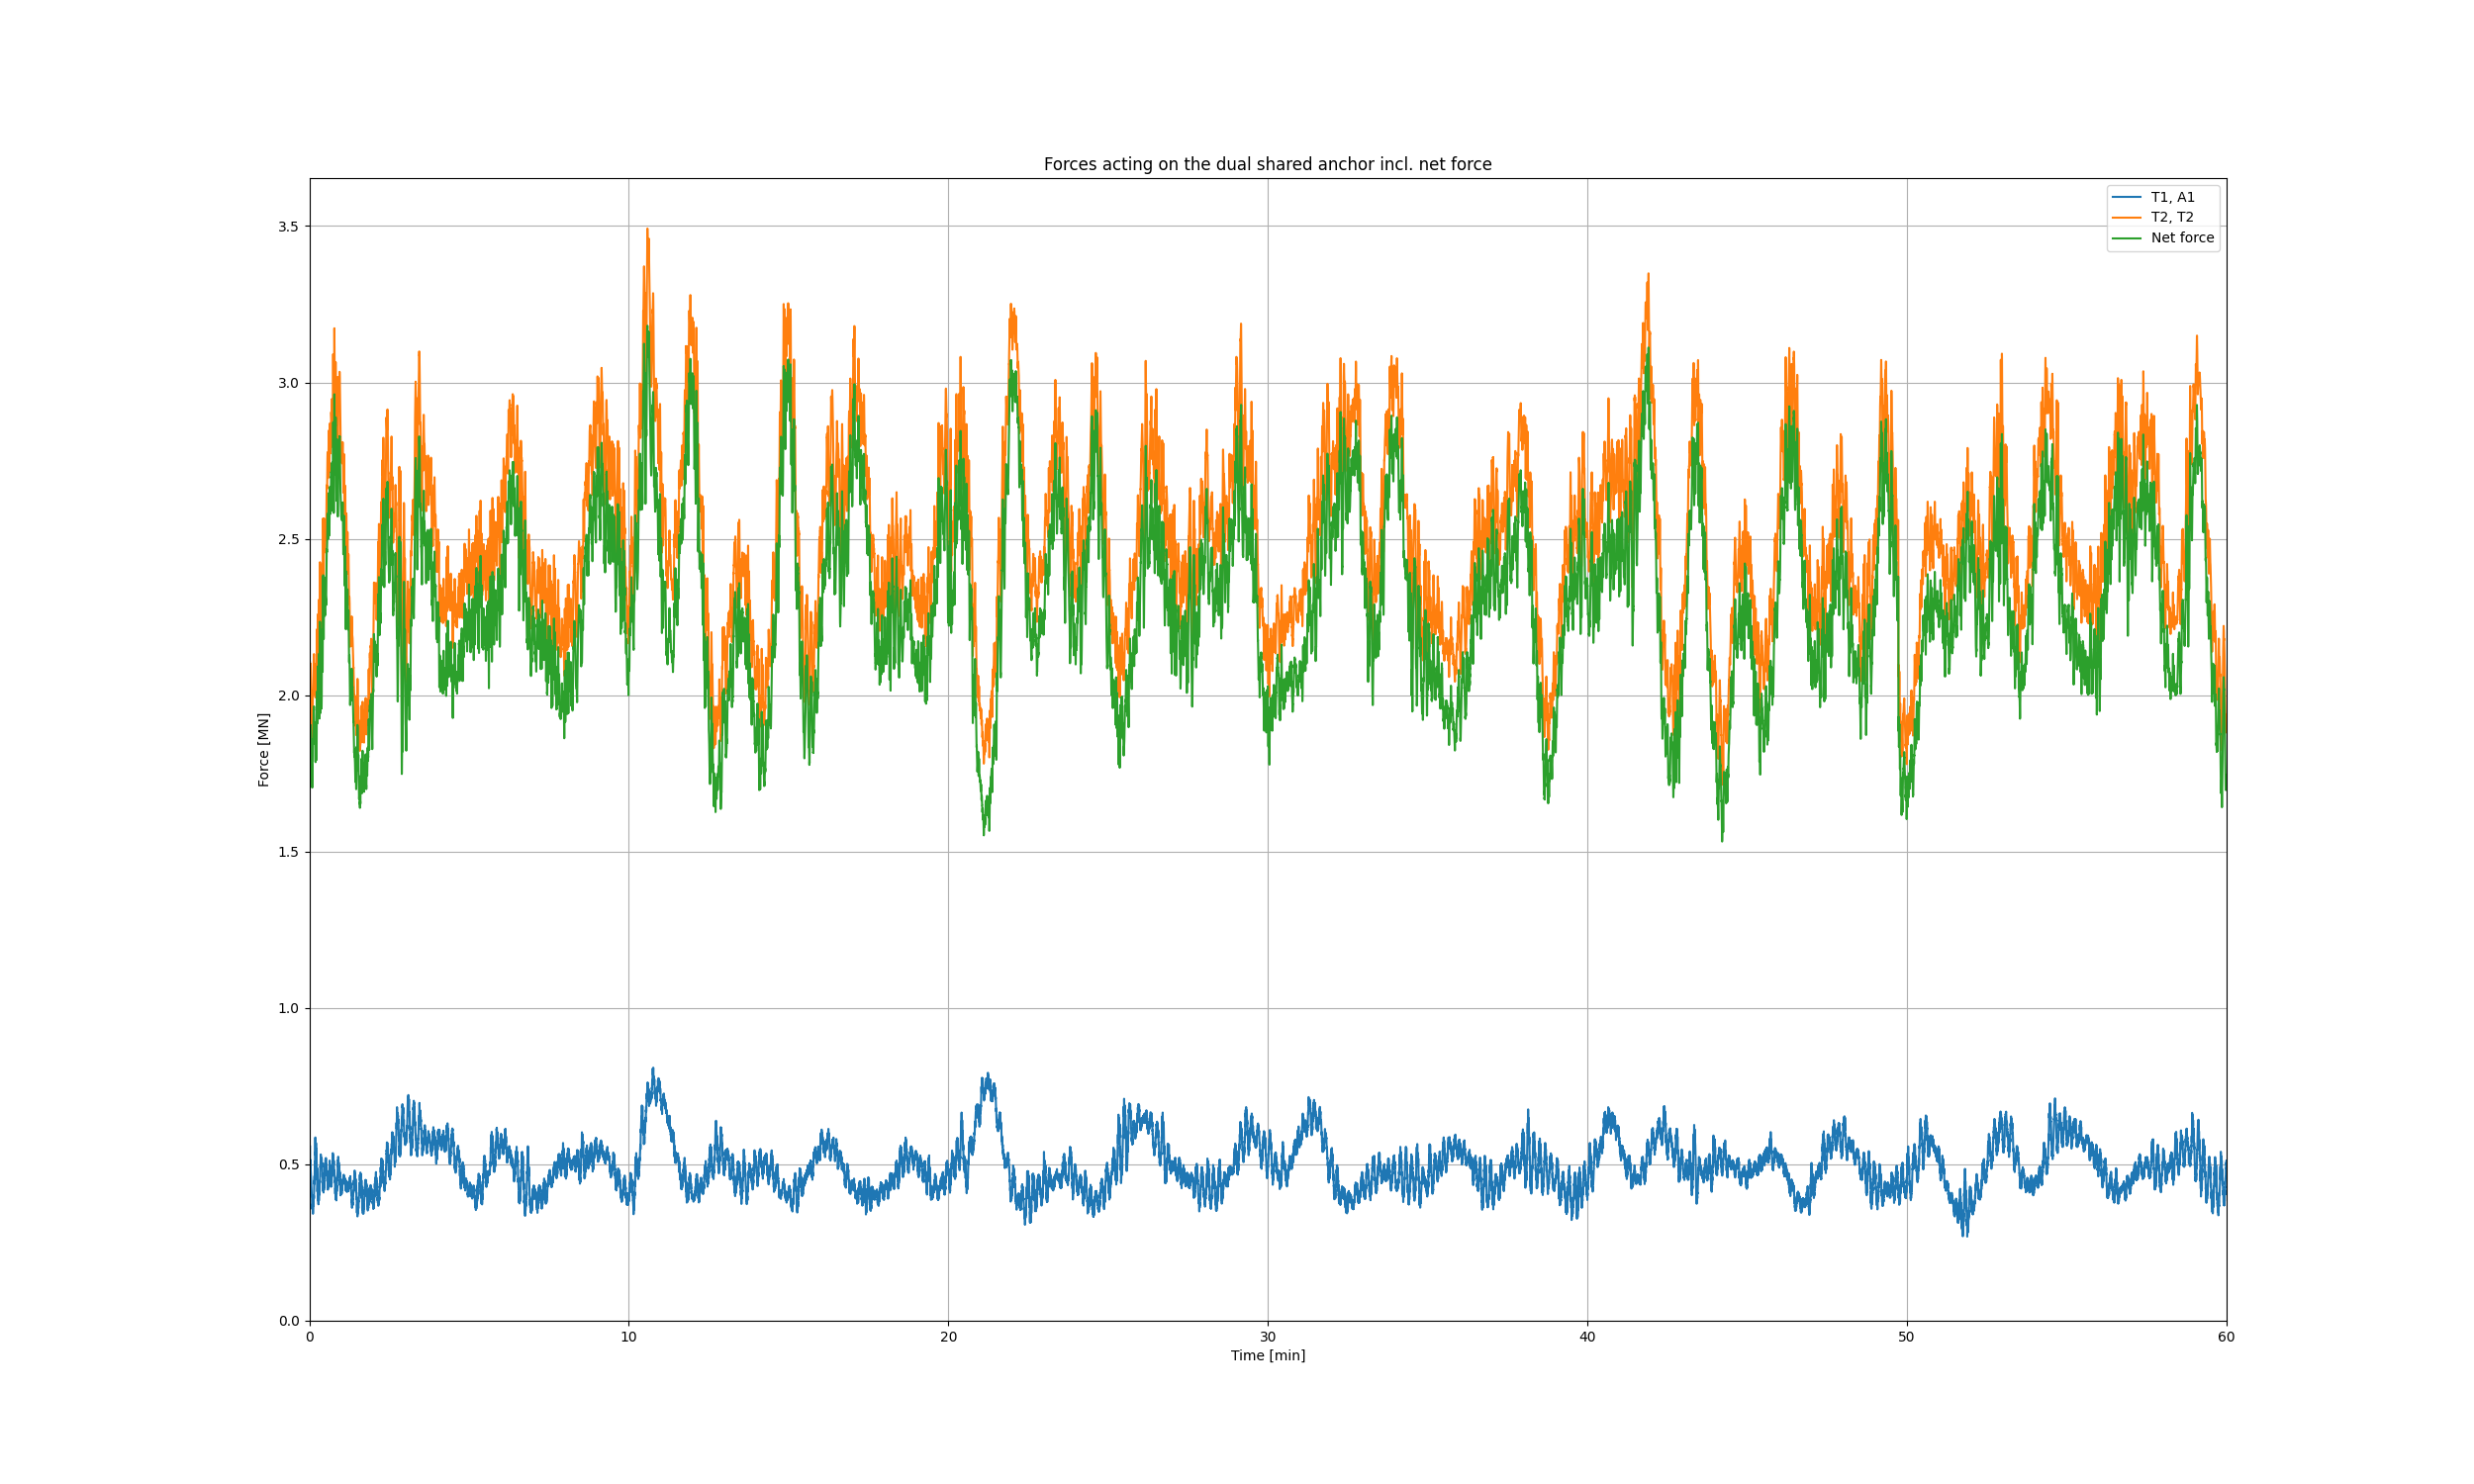 Forces acting on the dual shared anchor incl. net force
T1, A1
T2, T2
Net force
Force [MN]
3.5
3.0
2.5
2.0
1.5
1.0
0.5
0.0
0 10 20 30 40 50 60
Time [min]